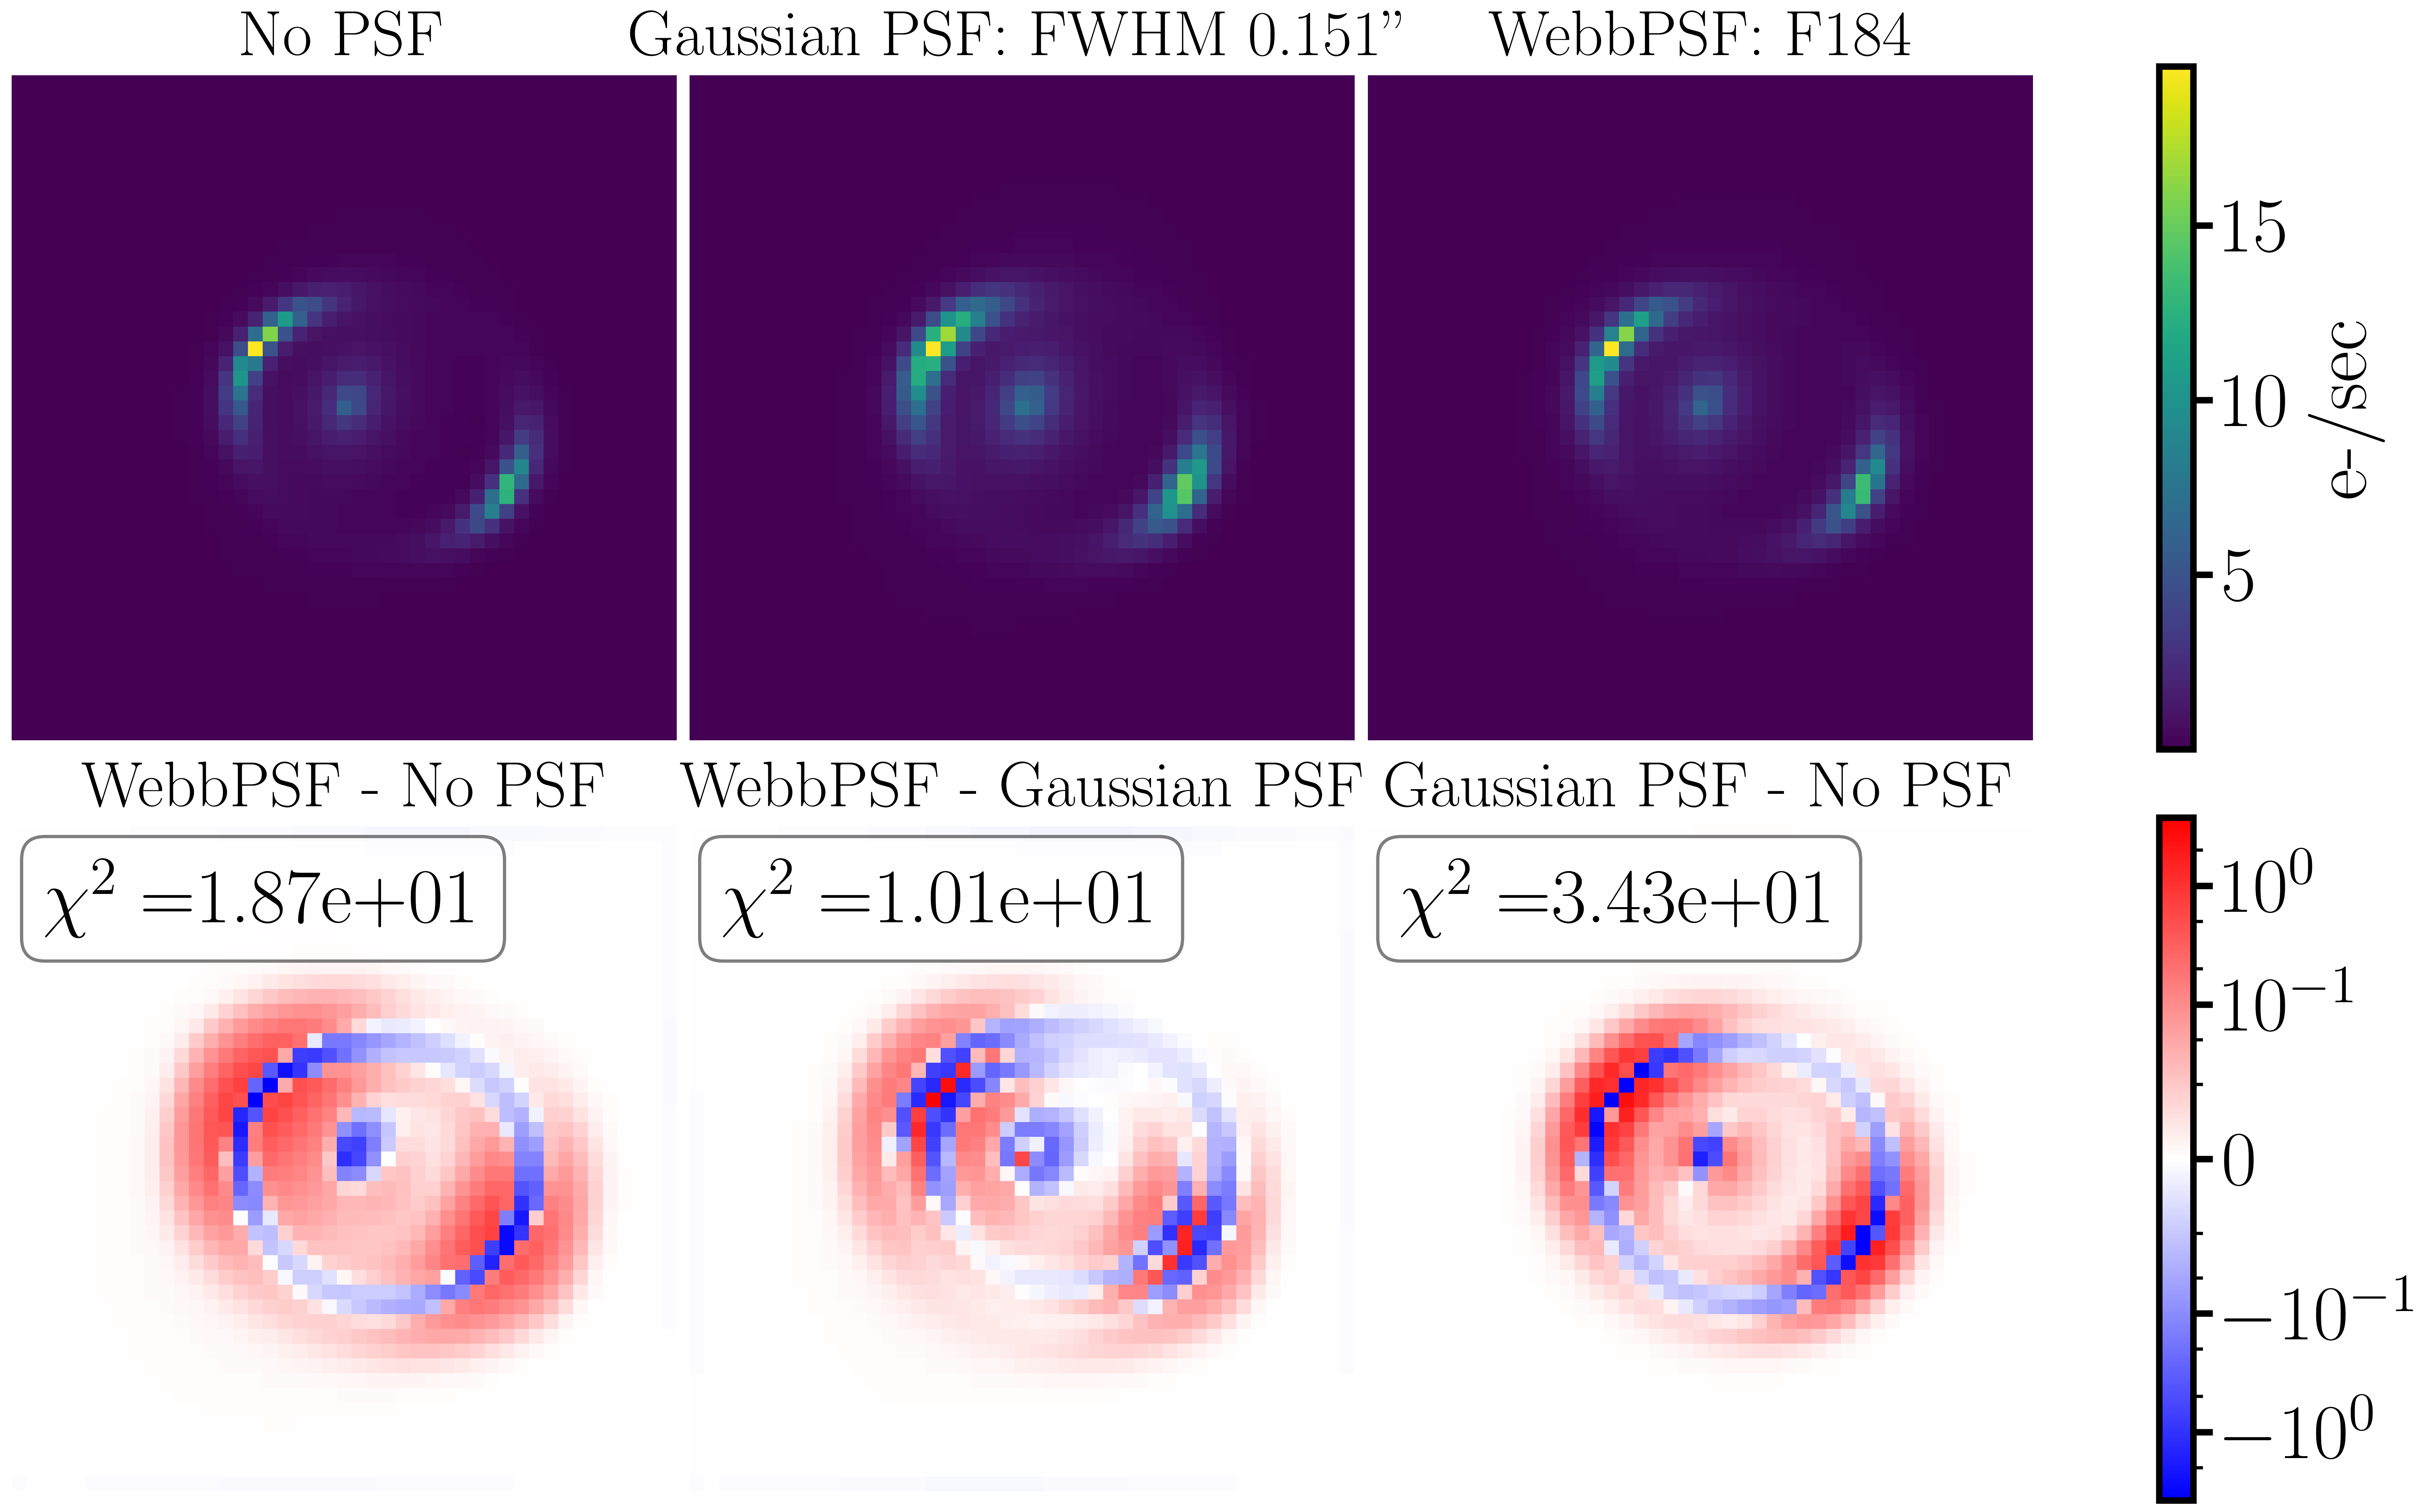 No PSF
Gaussian PSF: FWHM 0.151”
WebbPSF: F184
15
10
5
e-/sec
WebbPSF - No PSF
WebbPSF - Gaussian PSF
Gaussian PSF - No PSF
χ² =1.87e+01
χ² =1.01e+01
χ² =3.43e+01
10⁰
10⁻¹
0
−10⁻¹
−10⁰